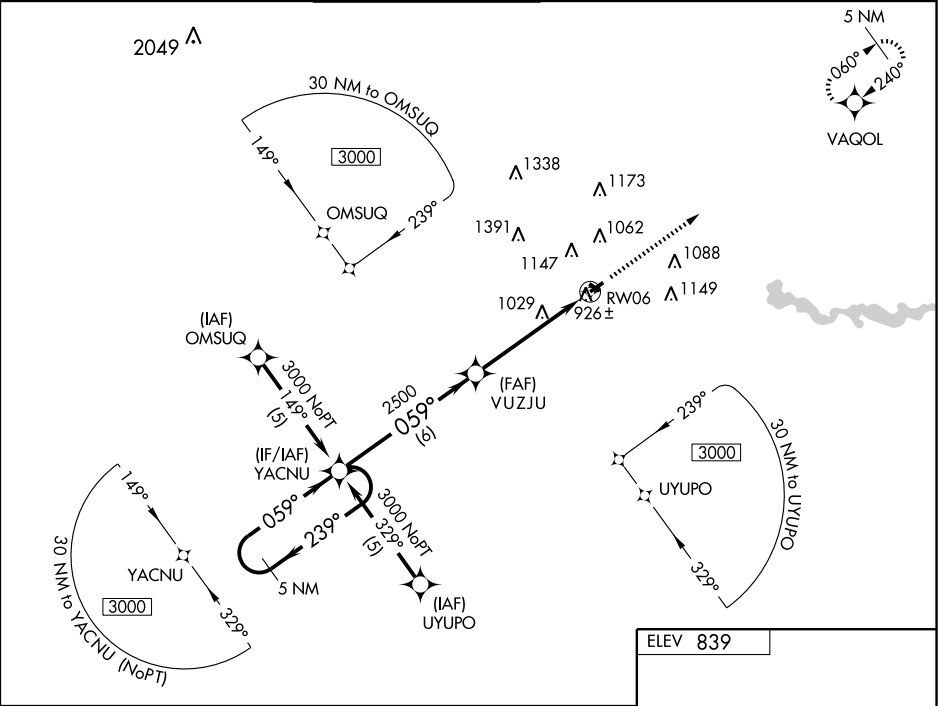 2049
5 NM
060°
240°
VAQOL
30 NM to OMSUQ
149°
3000
OMSUQ
239°
1338
1173
1391
1062
1147
1088
1029
926±
RW06
1149
(IAF)
OMSUQ
3000 NoPT
149°
(5)
(FAF)
VUZJU
2500
059°
(6)
(IF/IAF)
YACNU
059°
239°
5 NM
3000 NoPT
329°
(5)
(IAF)
UYUPO
149°
YACNU
3000
329°
30 NM to YACNU (NoPT)
239°
3000
UYUPO
329°
30 NM to UYUPO
ELEV 839